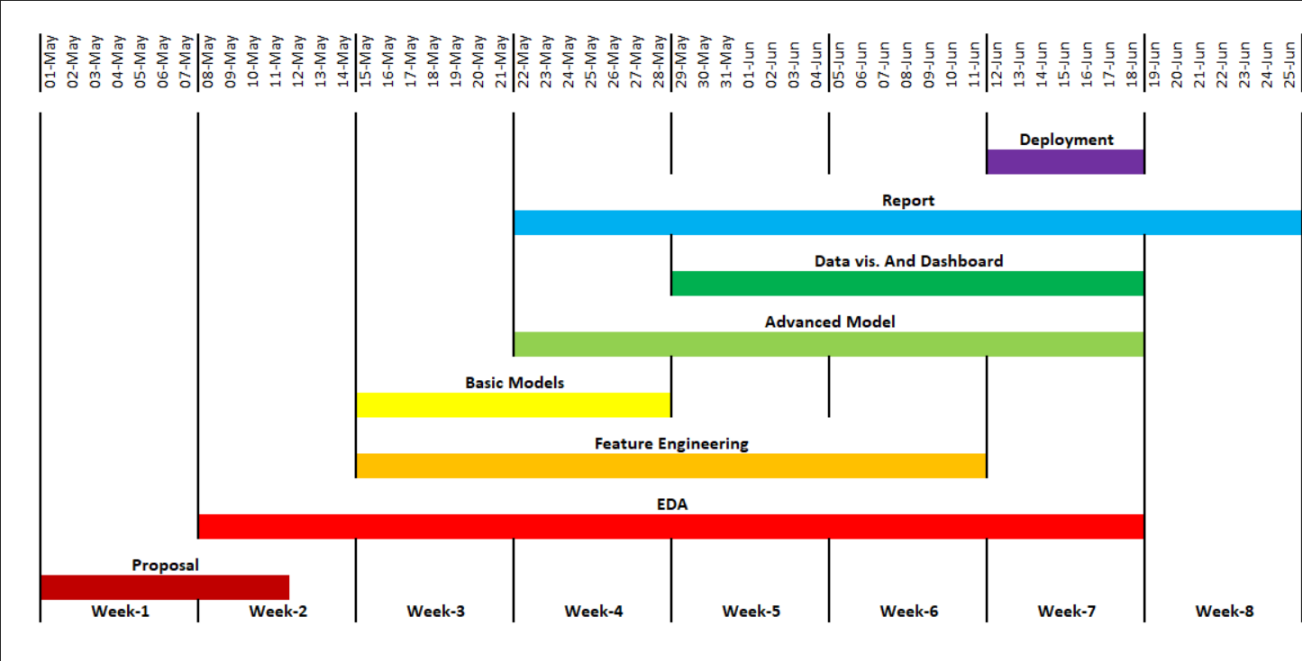 01-May
02-May
03-May
04-May
05-May
06-May
07-May
08-May
09-May
10-May
11-May
12-May
13-May
14-May
15-May
16-May
17-May
18-May
19-May
20-May
21-May
22-May
23-May
24-May
25-May
26-May
27-May
28-May
29-May
30-May
31-May
01-Jun
02-Jun
03-Jun
04-Jun
05-Jun
06-Jun
07-Jun
08-Jun
09-Jun
10-Jun
11-Jun
12-Jun
13-Jun
14-Jun
15-Jun
16-Jun
17-Jun
18-Jun
19-Jun
20-Jun
21-Jun
22-Jun
23-Jun
24-Jun
25-Jun
Deployment
Report
Data vis. And Dashboard
Advanced Model
Basic Models
Feature Engineering
EDA
Proposal
Week-1 Week-2 Week-3 Week-4 Week-5 Week-6 Week-7 Week-8